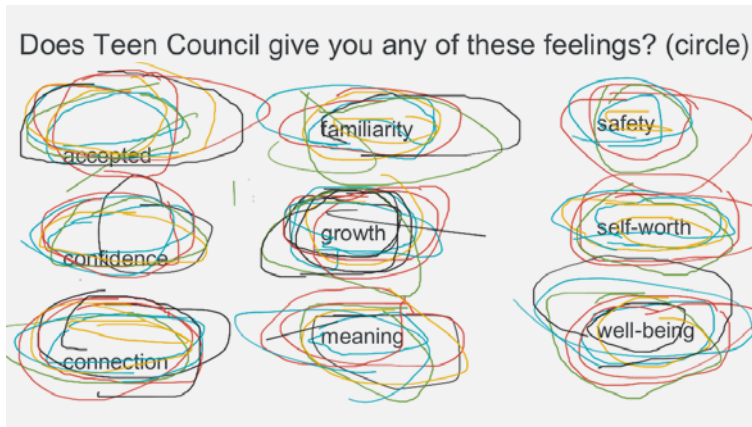 Does Teen Council give you any of these feelings? (circle)
accepted
familiarity
safety
confidence
growth
self-worth
connection
meaning
well-being